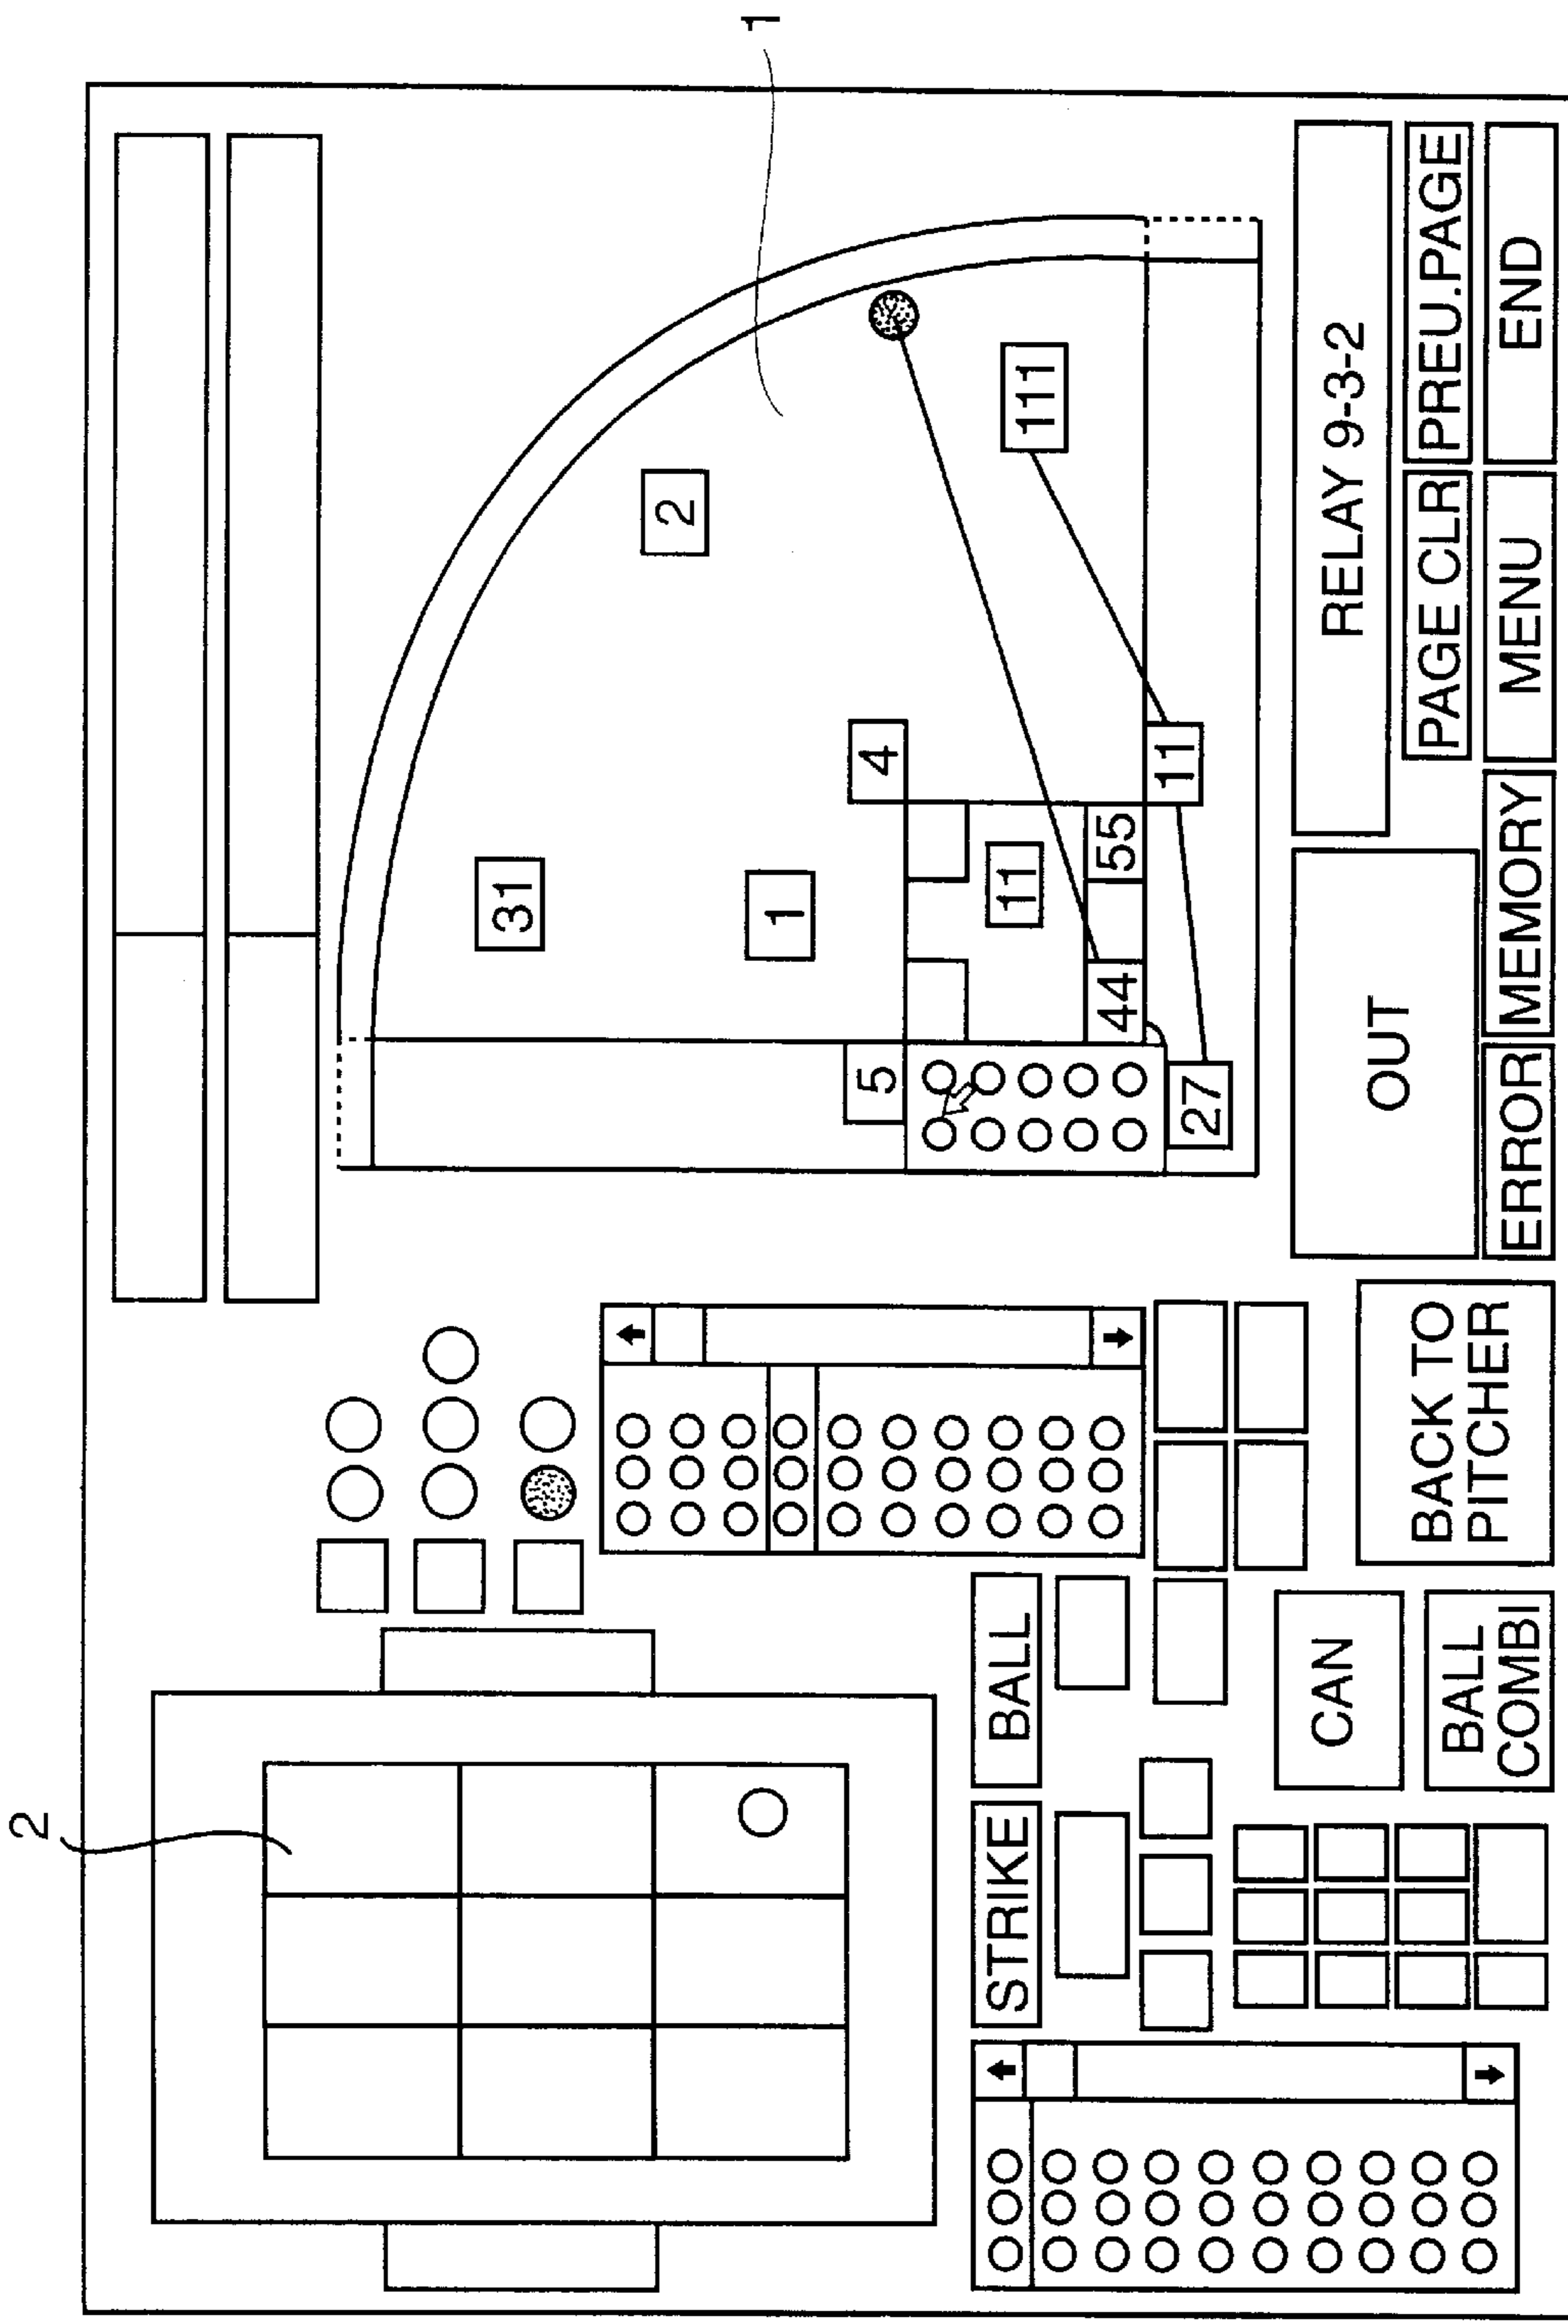 2
1
31
2
1
4
5
11
111
44
55
11
27
STRIKE
BALL
CAN
BALL
COMBI
BACK TO
PITCHER
OUT
RELAY 9-3-2
PAGE CLR
PREU.PAGE
ERROR
MEMORY
MENU
END